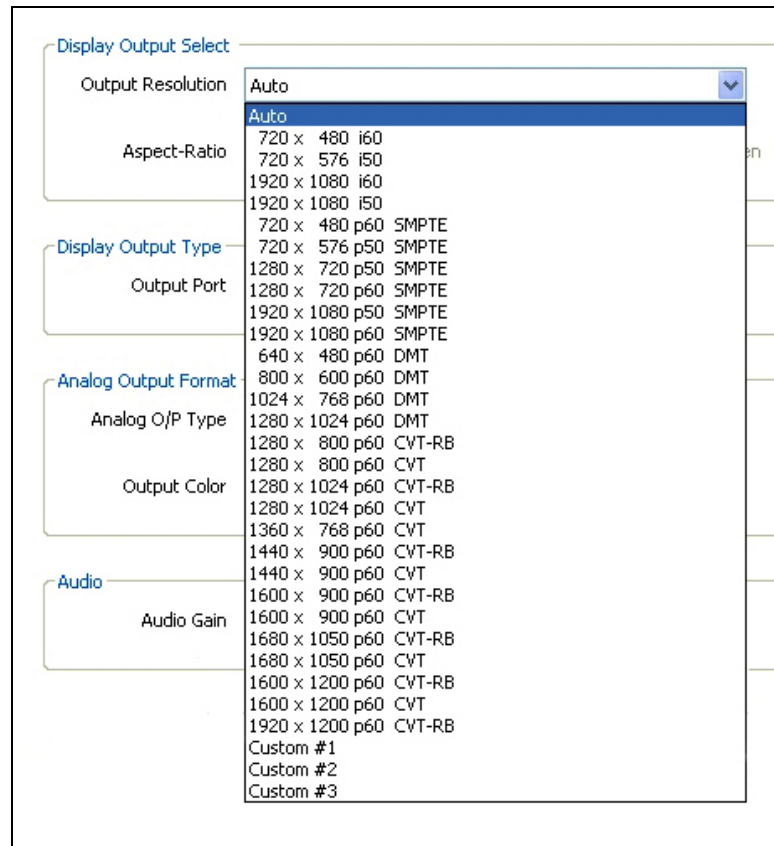 Display Output Select
Output Resolution Auto
Auto
720 x 480 i60
Aspect-Ratio
720 x 576 i50
1920 x 1080 i60
1920 x 1080 i50
720 x 480 p60 SMPTE
Display Output Type
720 x 576 p50 SMPTE
1280 x 720 p50 SMPTE
Output Port
1280 x 720 p60 SMPTE
1920 x 1080 p50 SMPTE
1920 x 1080 p60 SMPTE
640 x 480 p60 DMT
Analog Output Format
800 x 600 p60 DMT
1024 x 768 p60 DMT
Analog O/P Type
1280 x 1024 p60 DMT
1280 x 800 p60 CVT-RB
1280 x 800 p60 CVT
Output Color
1280 x 1024 p60 CVT-RB
1280 x 1024 p60 CVT
1360 x 768 p60 CVT
1440 x 900 p60 CVT-RB
1440 x 900 p60 CVT
Audio
1600 x 900 p60 CVT-RB
1600 x 900 p60 CVT
Audio Gain
1680 x 1050 p60 CVT-RB
1680 x 1050 p60 CVT
1600 x 1200 p60 CVT-RB
1600 x 1200 p60 CVT
1920 x 1200 p60 CVT-RB
Custom #1
Custom #2
Custom #3